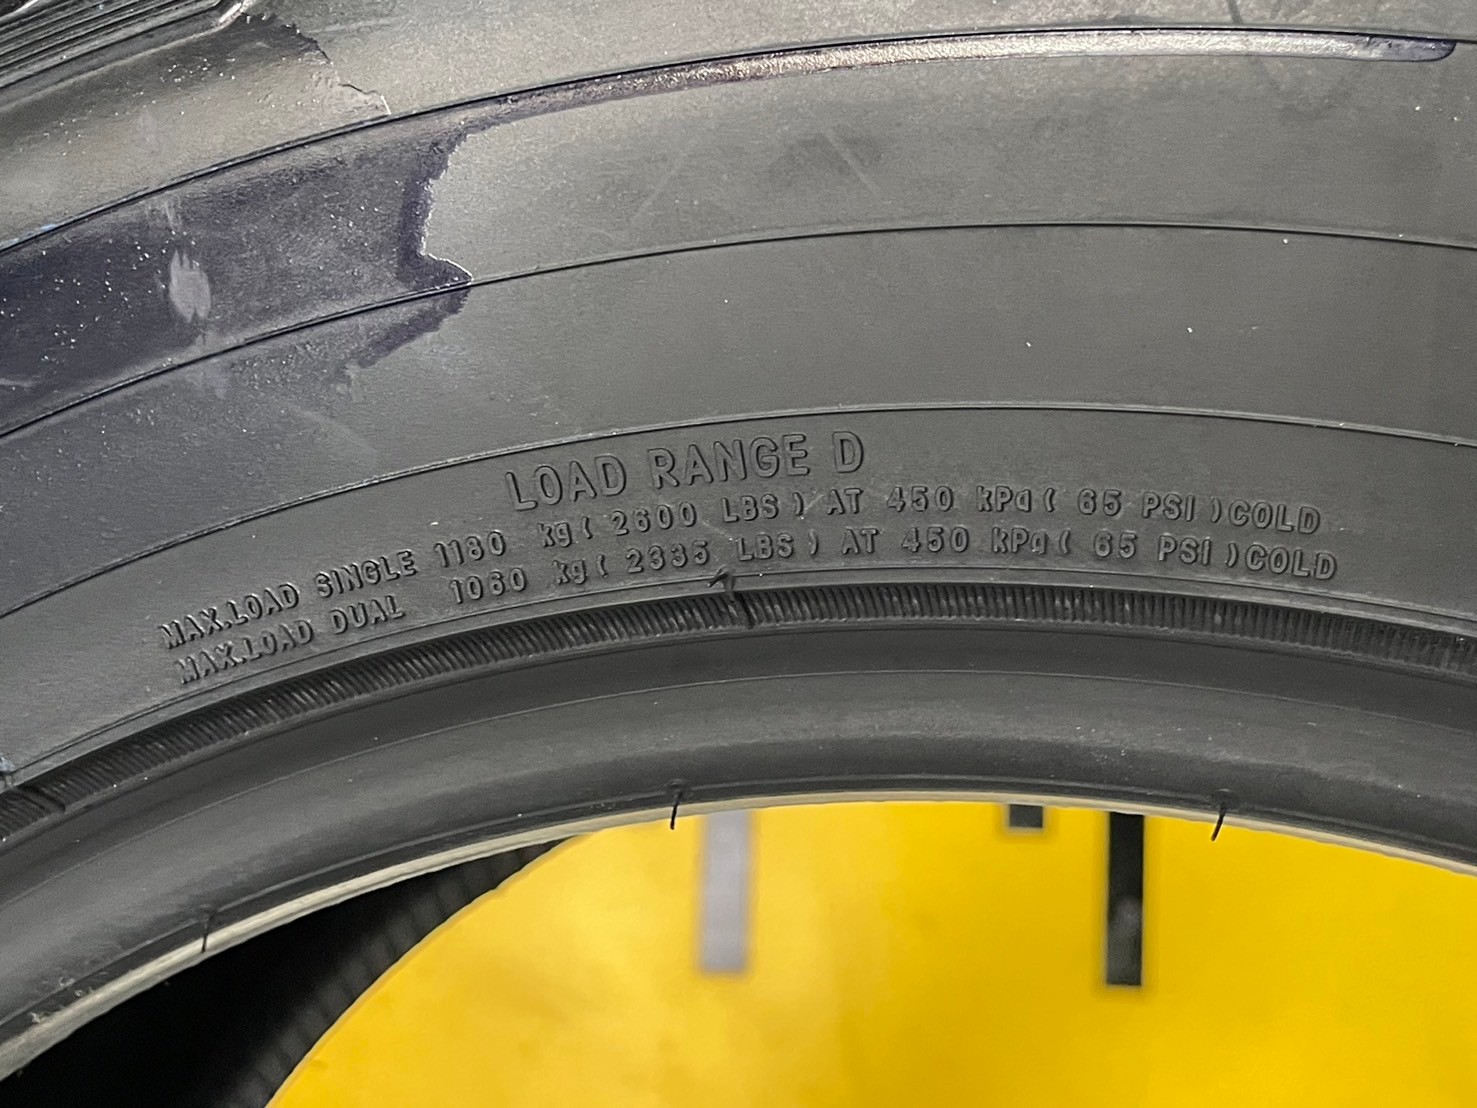 LOAD RANGE D
MAX.LOAD SINGLE 1180 kg( 2600 LBS ) AT 450 kPa( 65 PSI )COLD
MAX.LOAD DUAL 1060 kg( 2335 LBS ) AT 450 kPa( 65 PSI )COLD